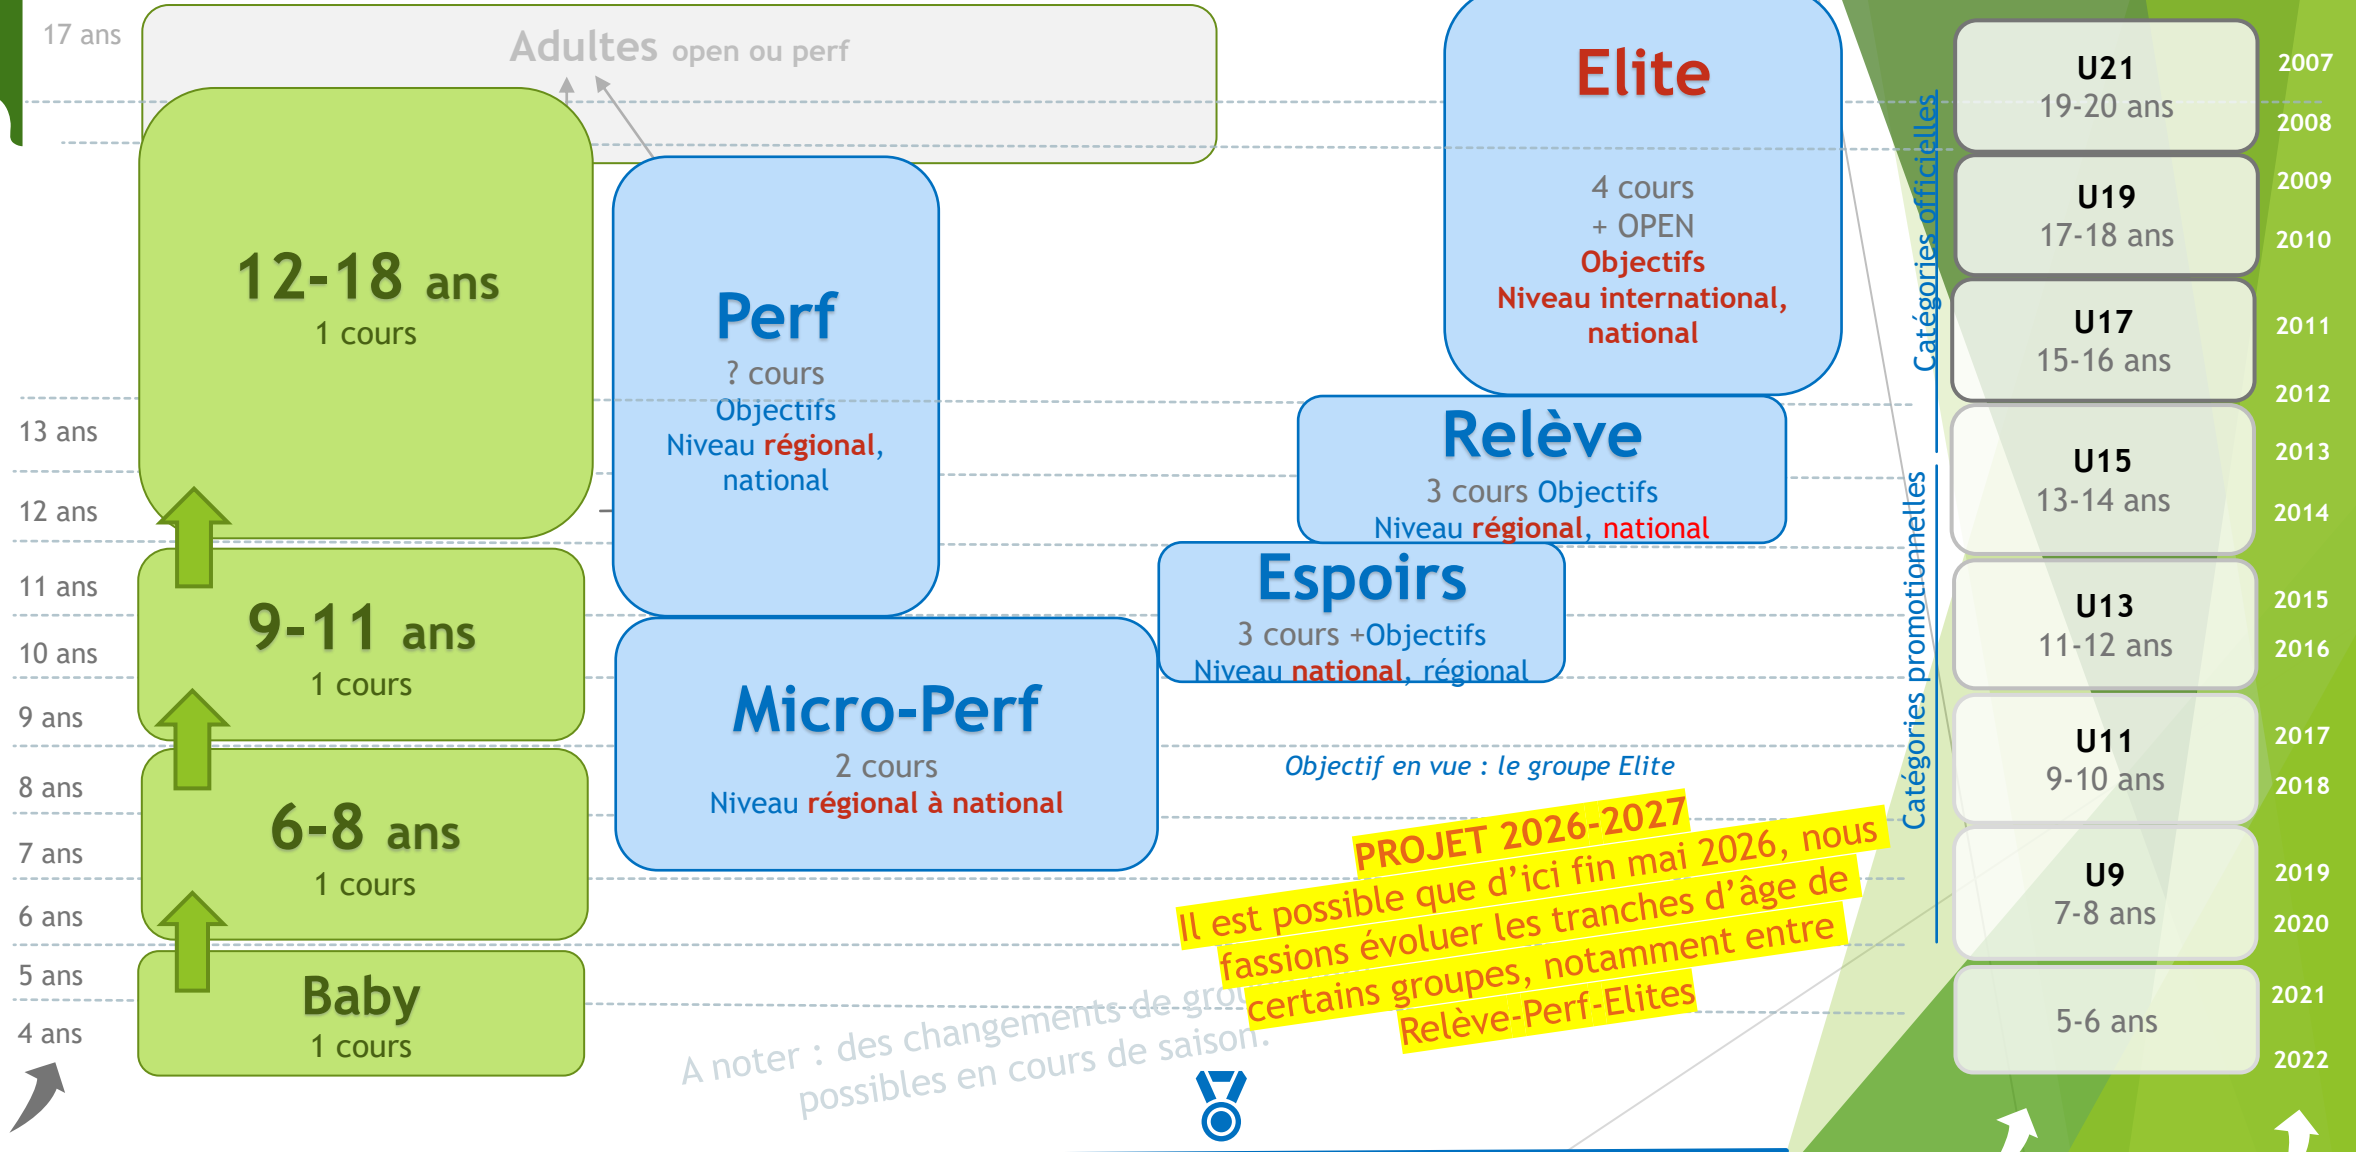 17 ans
13 ans
12 ans
11 ans
10 ans
9 ans
8 ans
7 ans
6 ans
5 ans
4 ans
Adultes open ou perf
12-18 ans
1 cours
9-11 ans
1 cours
6-8 ans
1 cours
Baby
1 cours
Perf
? cours
Objectifs
Niveau régional,
national
Micro-Perf
2 cours
Niveau régional à national
Elite
4 cours
+ OPEN
Objectifs
Niveau international,
national
Relève
3 cours Objectifs
Niveau régional, national
Espoirs
3 cours +Objectifs
Niveau national, régional
Objectif en vue : le groupe Elite
PROJET 2026-2027
Il est possible que d’ici fin mai 2026, nous
fassions évoluer les tranches d’âge de
certains groupes, notamment entre
Relève-Perf-Elites
A noter : des changements de
possibles en cours de saison.
Catégories officielles
Catégories promotionnelles
U21
19-20 ans
U19
17-18 ans
U17
15-16 ans
U15
13-14 ans
U13
11-12 ans
U11
9-10 ans
U9
7-8 ans
5-6 ans
2007
2008
2009
2010
2011
2012
2013
2014
2015
2016
2017
2018
2019
2020
2021
2022